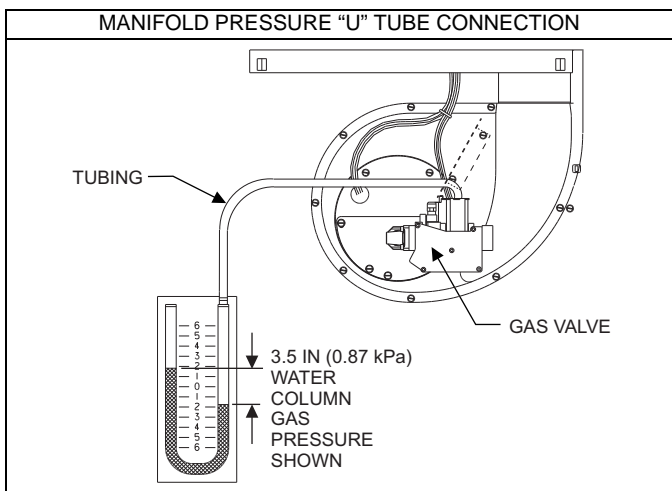 MANIFOLD PRESSURE “U” TUBE CONNECTION
TUBING
GAS VALVE
6
5
4
3
2
1
0
1
2
3
4
5
6
3.5 IN (0.87 kPa)
WATER
COLUMN
GAS
PRESSURE
SHOWN